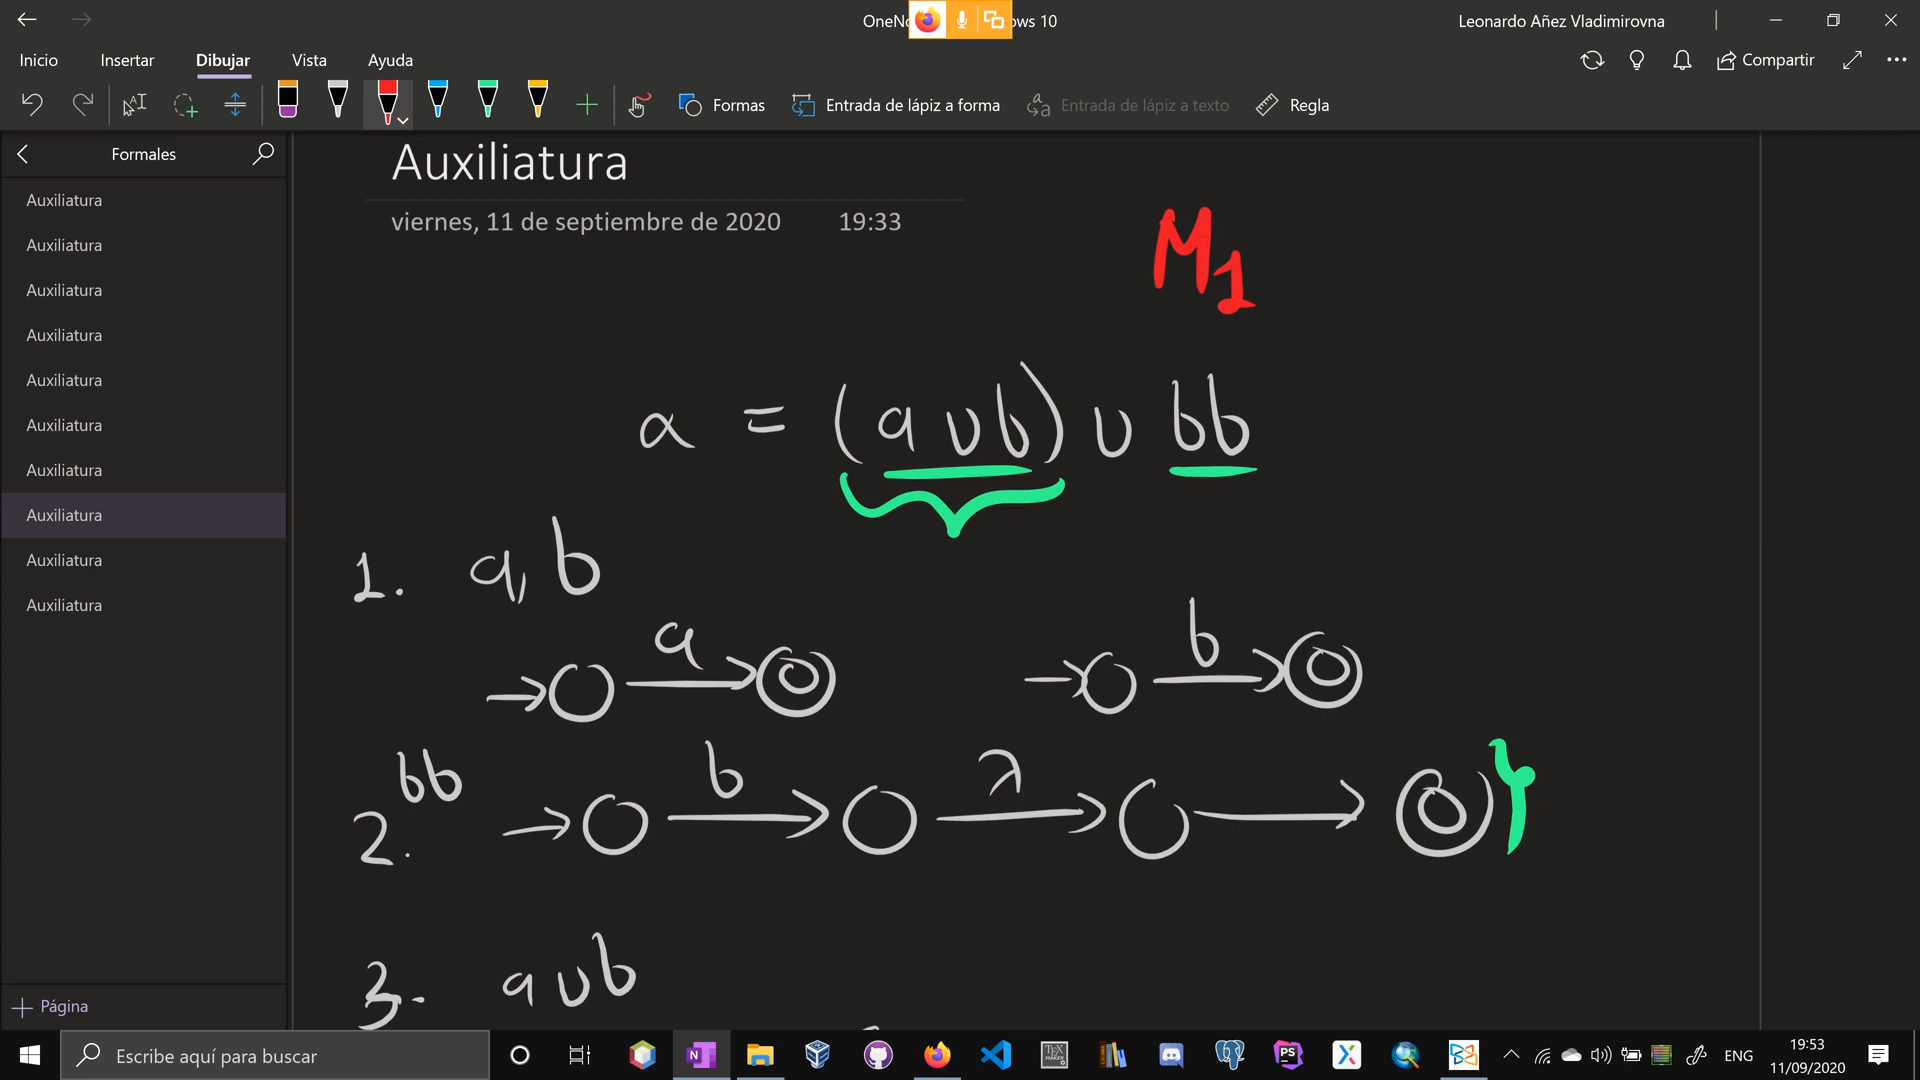 OneNo
ows 10
Leonardo Añez Vladimirovna
Inicio Insertar Dibujar Vista Ayuda
Compartir
Formas
Entrada de lápiz a forma
Entrada de lápiz a texto
Regla
Formales
Auxiliatura
Auxiliatura
Auxiliatura
Auxiliatura
Auxiliatura
Auxiliatura
Auxiliatura
Auxiliatura
Auxiliatura
Auxiliatura
Página
Auxiliatura
viernes, 11 de septiembre de 2020 19:33
M1
α = (a ∪ b) ∪ bb
1. a, b
a b
2. bb
b λ
3. a ∪ b
Escribe aquí para buscar
ENG
19:53
11/09/2020